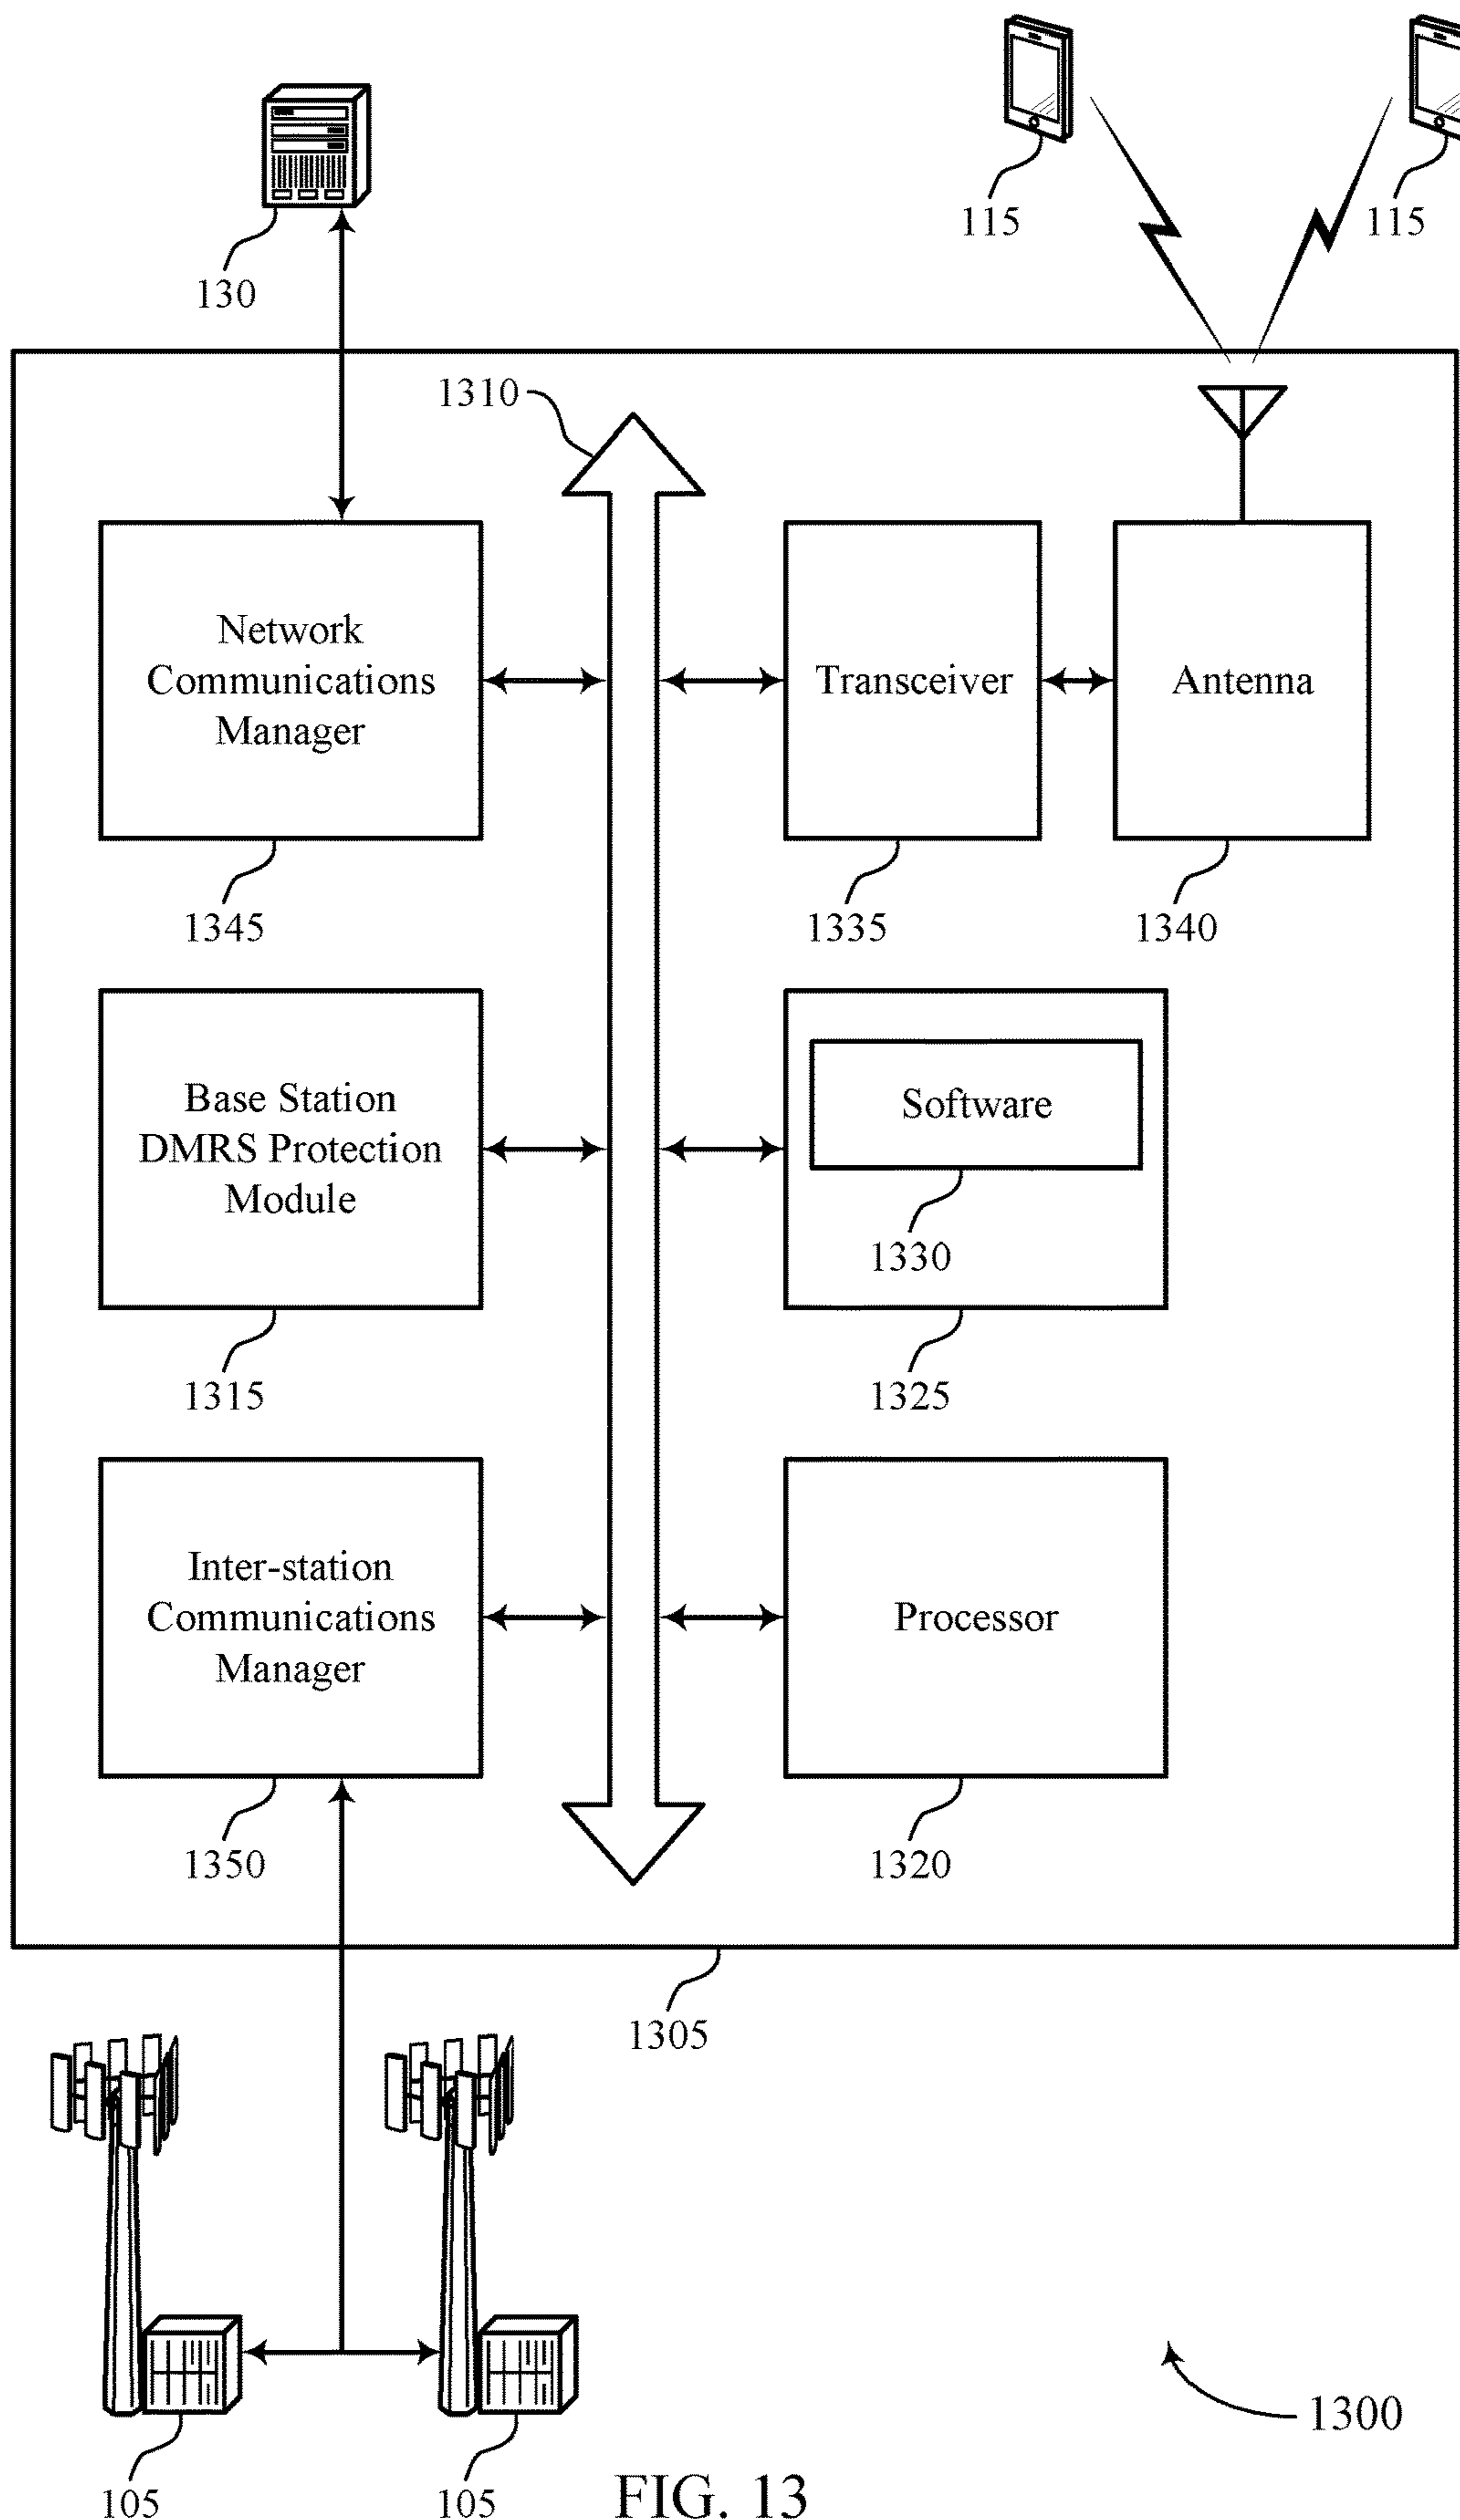 115
115
130
1310
Network
Communications
Manager
Transceiver
Antenna
1345
1335
1340
Base Station
DMRS Protection
Module
Software
1330
1315
1325
Inter-station
Communications
Manager
Processor
1350
1320
1305
1300
105
105
FIG. 13